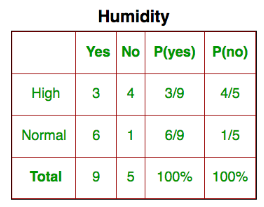 Humidity
Yes No P(yes) P(no)
High 3 4 3/9 4/5
Normal 6 1 6/9 1/5
Total 9 5 100% 100%